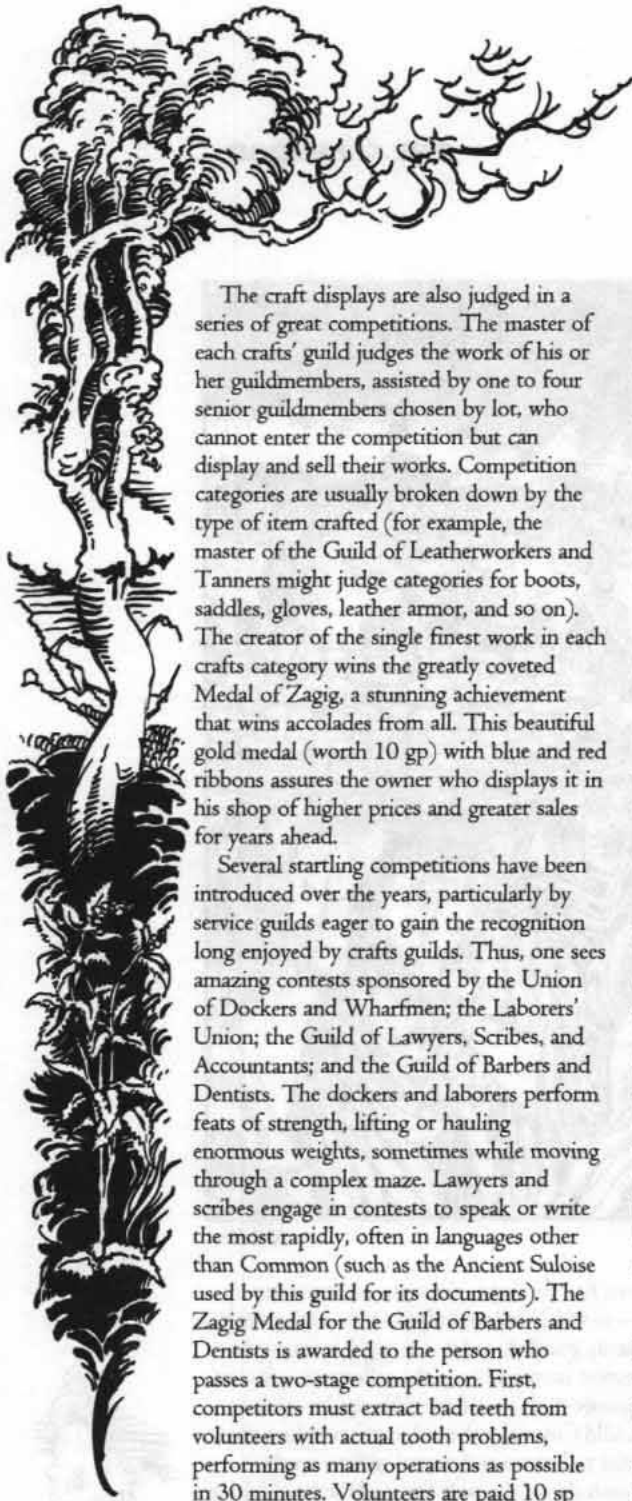 The craft displays are also judged in a
series of great competitions. The master of
each crafts' guild judges the work of his or
her guildmembers, assisted by one to four
senior guildmembers chosen by lot, who
cannot enter the competition but can
display and sell their works. Competition
categories are usually broken down by the
type of item crafted (for example, the
master of the Guild of Leatherworkers and
Tanners might judge categories for boots,
saddles, gloves, leather armor, and so on).
The creator of the single finest work in each
crafts category wins the greatly coveted
Medal of Zagig, a stunning achievement
that wins accolades from all. This beautiful
gold medal (worth 10 gp) with blue and red
ribbons assures the owner who displays it in
his shop of higher prices and greater sales
for years ahead.
Several startling competitions have been
introduced over the years, particularly by
service guilds eager to gain the recognition
long enjoyed by crafts guilds. Thus, one sees
amazing contests sponsored by the Union
of Dockers and Wharfmen; the Laborers'
Union; the Guild of Lawyers, Scribes, and
Accountants; and the Guild of Barbers and
Dentists. The dockers and laborers perform
feats of strength, lifting or hauling
enormous weights, sometimes while moving
through a complex maze. Lawyers and
scribes engage in contests to speak or write
the most rapidly, often in languages other
than Common (such as the Ancient Suloise
used by this guild for its documents). The
Zagig Medal for the Guild of Barbers and
Dentists is awarded to the person who
passes a two-stage competition. First,
competitors must extract bad teeth from
volunteers with actual tooth problems,
performing as many operations as possible
in 30 minutes. Volunteers are paid 10 sp